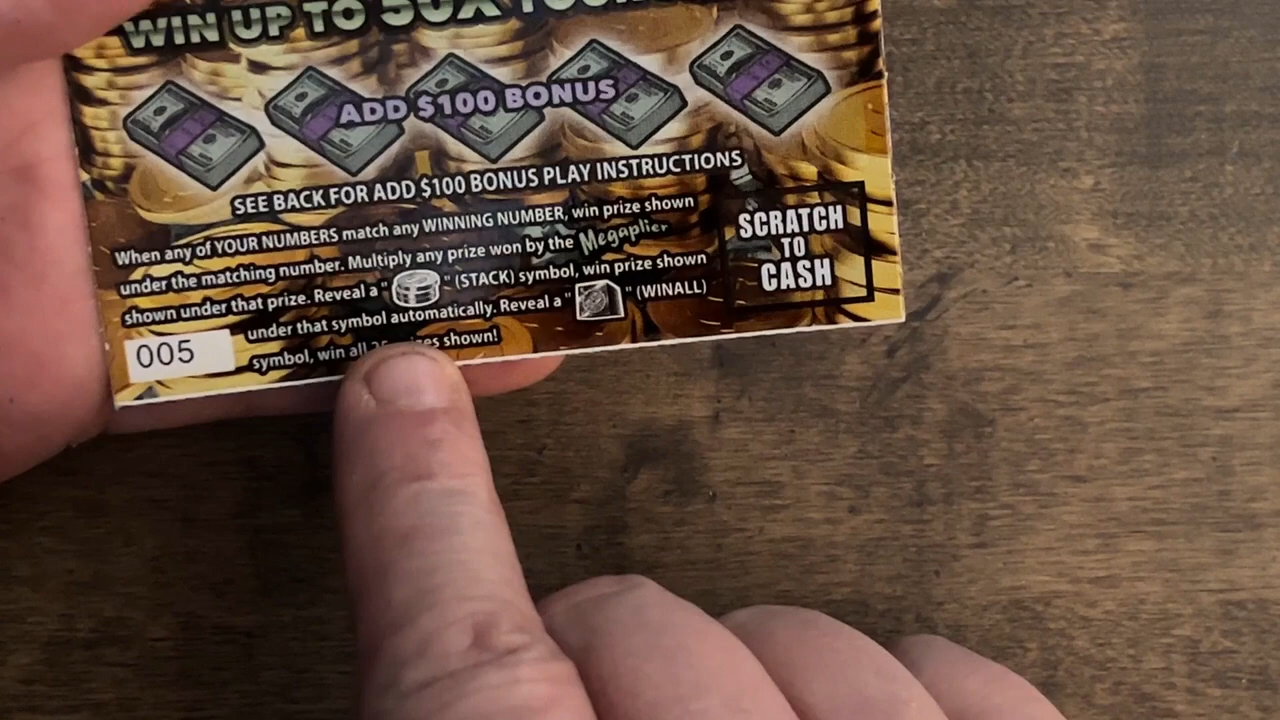 WIN UP TO 50X YOUR
ADD $100 BONUS
SEE BACK FOR ADD $100 BONUS PLAY INSTRUCTIONS
When any of YOUR NUMBERS match any WINNING NUMBER, win prize shown
under the matching number. Multiply any prize won by the Megaplier
shown under that prize. Reveal a " " (STACK) symbol, win prize shown
under that symbol automatically. Reveal a " " (WINALL)
symbol, win all shown!
005
SCRATCH
TO
CASH